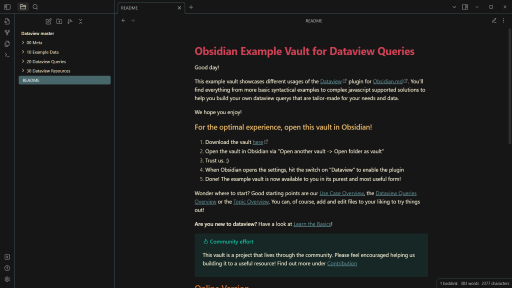 README
Dataview master
00 Meta
10 Example Data
20 Dataview Queries
30 Dataview Resources
README
README
Obsidian Example Vault for Dataview Queries
Good day!
This example vault showcases different usages of the Dataview plugin for Obsidian.md. You'll
find everything from more basic syntactical examples to complex javascript supported solutions to
help you build your own dataview querys that are tailor-made for your needs and data.
We hope you enjoy!
For the optimal experience, open this vault in Obsidian!
1. Download the vault here
2. Open the vault in Obsidian via "Open another vault -> Open folder as vault"
3. Trust us. :)
4. When Obsidian opens the settings, hit the switch on "Dataview" to enable the plugin
5. Done! The example vault is now available to you in its purest and most useful form!
Wonder where to start? Good starting points are our Use Case Overview, the Dataview Queries
Overview or the Topic Overview. You can, of course, add and edit files to your liking to try things
out!
Are you new to dataview? Have a look at Learn the Basics!
Community effort
This vault is a project that lives through the community. Please feel encouraged helping us
building it to a useful resource! Find out more under Contribution
Online Version
1 backlink
383 words
2377 characters